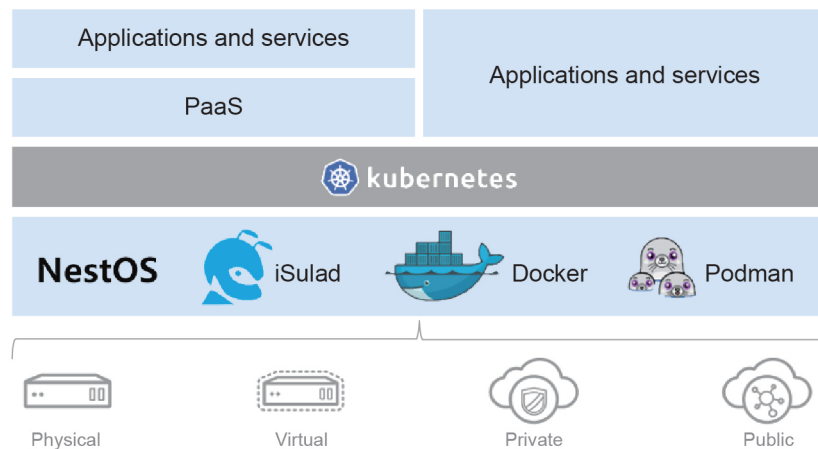 Applications and services
Applications and services
PaaS
kubernetes
NestOS
iSulad
Docker
Podman
Physical
Virtual
Private
Public